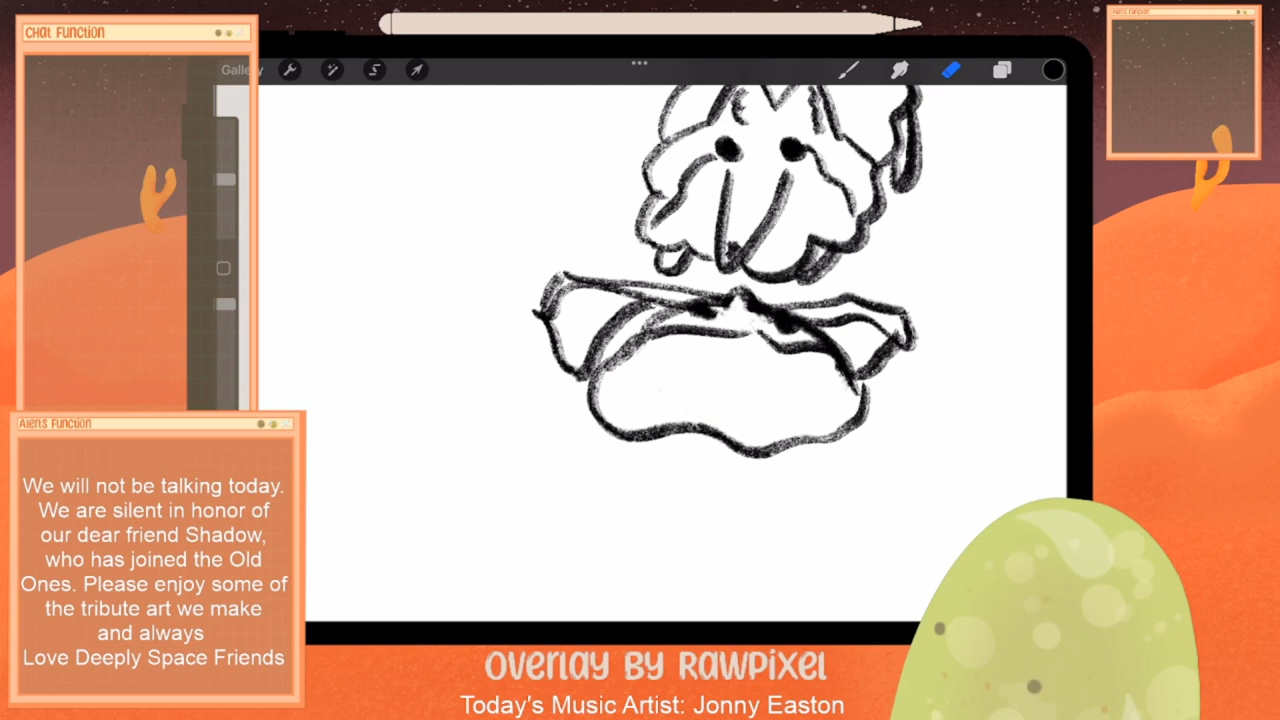 Chat Function
Gallery
Alerts Function
We will not be talking today.
We are silent in honor of
our dear friend Shadow,
who has joined the Old
Ones. Please enjoy some of
the tribute art we make
and always
Love Deeply Space Friends
Overlay by Rawpixel
Today's Music Artist: Jonny Easton